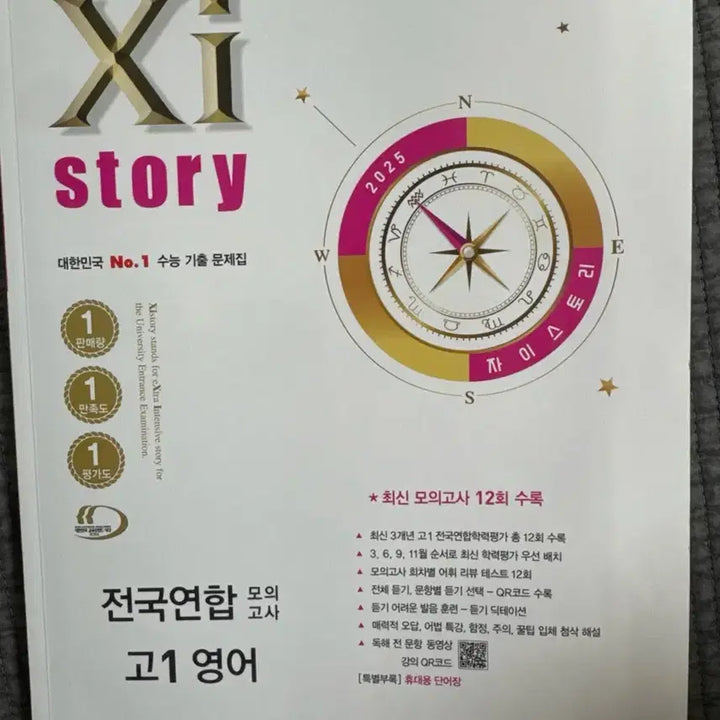 Xi
story
대한민국 No.1 수능 기출 문제집
1
판매량
1
만족도
1
평가도
XIstory stands for eXtra Intensive story for
the University Entrance Examination.
N
E
S
W
2025
자이스토리
★ 최신 모의고사 12회 수록
▲ 최신 3개년 고1 전국연합학력평가 총 12회 수록
▲ 3, 6, 9, 11월 순서로 최신 학력평가 우선 배치
▲ 모의고사 회차별 어휘 리뷰 테스트 12회
▲ 전체 듣기, 문항별 듣기 선택 – QR코드 수록
▲ 듣기 어려운 발음 훈련 – 듣기 딕테이션
▲ 매력적 오답, 어법 특강, 함정, 주의, 꿀팁 입체 첨삭 해설
▲ 독해 전 문항 동영상
강의 QR코드
[특별부록] 휴대용 단어장
전국연합 모의
고사
고1 영어